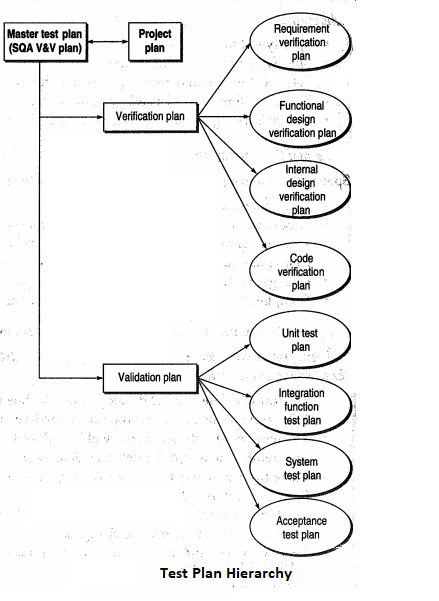 Master test plan
(SQA V&V plan)
Project
plan
Requirement
verification
plan
Verification plan
Functional
design
verification plan
Internal
design
verification
plan
Code
verification
plan
Unit test
plan
Validation plan
Integration
function
test plan
System
test plan
Acceptance
test plan
Test Plan Hierarchy